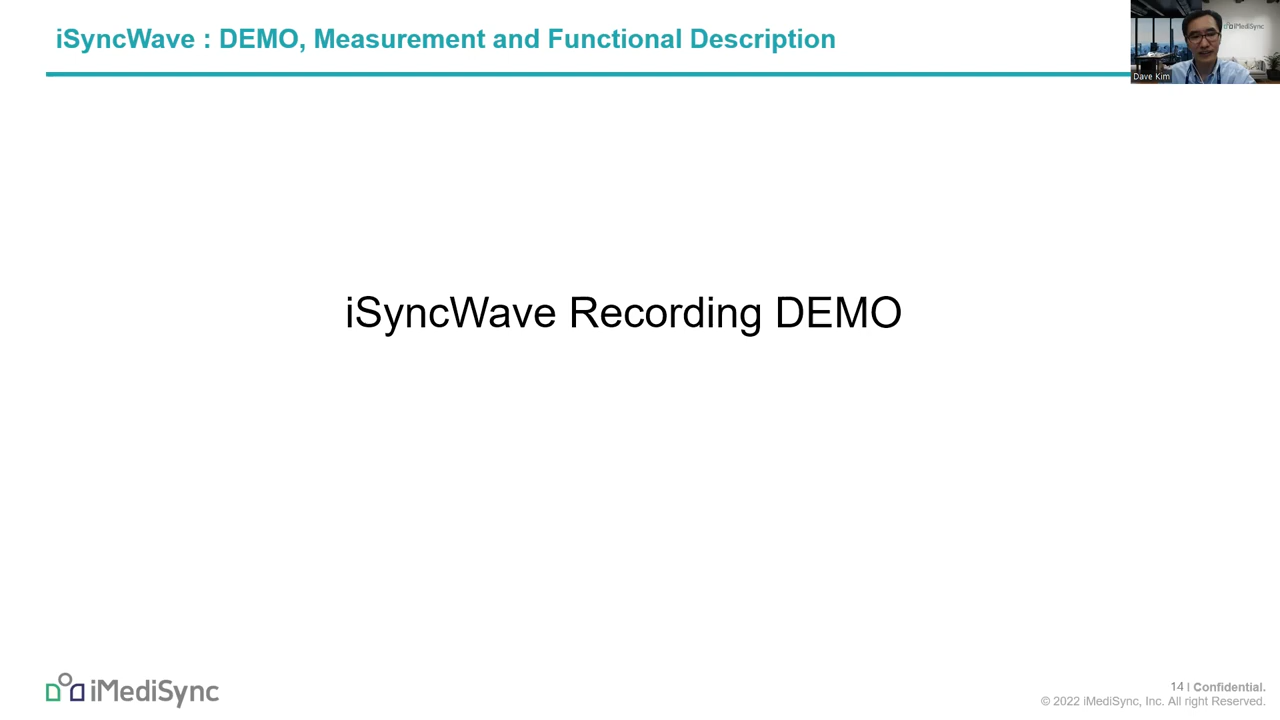 iSyncWave : DEMO, Measurement and Functional Description
iMediSync
Dave Kim
iSyncWave Recording DEMO
iMediSync
14 | Confidential.
© 2022 iMediSync, Inc. All right Reserved.